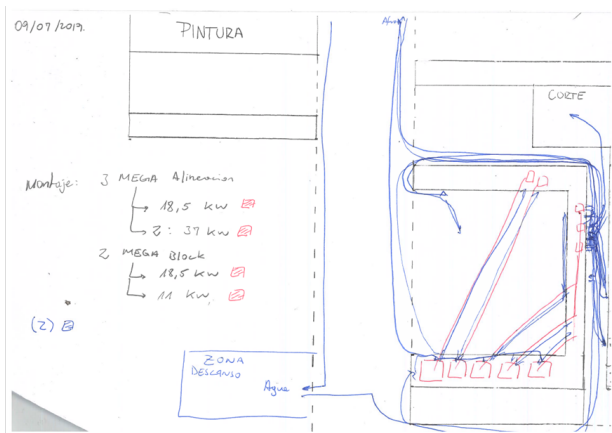 09/07/2019.
PINTURA
Agua
CORTE
Montaje: 3 MEGA Alineacion
18,5 KW
2: 37 KW
2 MEGA Block
18,5 KW
11 KW
(2)
ZONA
DESCANSO
Agua